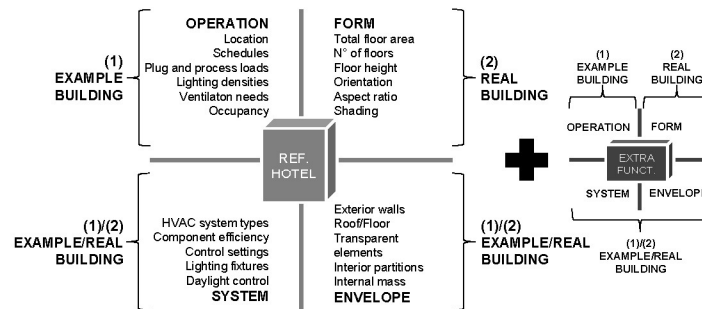 OPERATION
Location
Schedules
Plug and process loads
Lighting densities
Ventilaton needs
Occupancy
(1)
EXAMPLE
BUILDING
FORM
Total floor area
N° of floors
Floor height
Orientation
Aspect ratio
Shading
(2)
REAL
BUILDING
REF.
HOTEL
(1)/(2)
EXAMPLE/REAL
BUILDING
HVAC system types
Component efficiency
Control settings
Lighting fixtures
Daylight control
SYSTEM
Exterior walls
Roof/Floor
Transparent
elements
Interior partitions
Internal mass
ENVELOPE
(1)/(2)
EXAMPLE/REAL
BUILDING
(1)
EXAMPLE
BUILDING
(2)
REAL
BUILDING
OPERATION
FORM
EXTRA
FUNCT.
SYSTEM
ENVELOPE
(1)/(2)
EXAMPLE/REAL
BUILDING